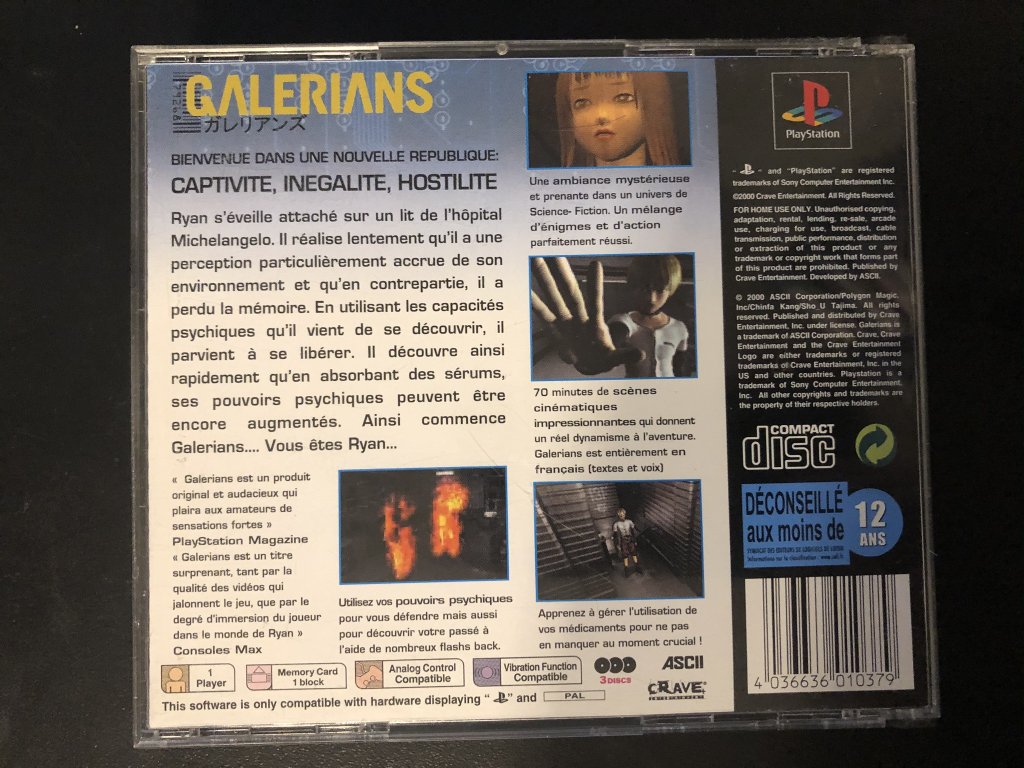 GALERIANS
ガレリアンズ
BIENVENUE DANS UNE NOUVELLE REPUBLIQUE:
CAPTIVITE, INEGALITE, HOSTILITE
Ryan s'éveille attaché sur un lit de l'hôpital
Michelangelo. Il réalise lentement qu'il a une
perception particulièrement accrue de son
environnement et qu'en contrepartie, il a
perdu la mémoire. En utilisant les capacités
psychiques qu'il vient de se découvrir, il
parvient à se libérer. Il découvre ainsi
rapidement qu'en absorbant des sérums,
ses pouvoirs psychiques peuvent être
encore augmentés. Ainsi commence
Galerians.... Vous êtes Ryan...
« Galerians est un produit
original et audacieux qui
plaira aux amateurs de
sensations fortes »
PlayStation Magazine
« Galerians est un titre
surprenant, tant par la
qualité des vidéos qui
jalonnent le jeu, que par le
degré d'immersion du joueur
dans le monde de Ryan »
Consoles Max
Utilisez vos pouvoirs psychiques
pour vous défendre mais aussi
pour découvrir votre passé à
l'aide de nombreux flashs back.
Une ambiance mystérieuse
et prenante dans un univers de
Science- Fiction. Un mélange
d'énigmes et d'action
parfaitement réussi.
70 minutes de scènes
cinématiques
impressionnantes qui donnent
un réel dynamisme à l'aventure.
Galerians est entièrement en
français (textes et voix)
Apprenez à gérer l'utilisation de
vos médicaments pour ne pas
en manquer au moment crucial !
1
Player
Memory Card
1 block
Analog Control
Compatible
Vibration Function
Compatible
3 DISCS
ASCII
CRAVE
ENTERTAINMENT
This software is only compatible with hardware displaying " " and PAL
PlayStation
" " and "PlayStation" are registered
trademarks of Sony Computer Entertainment Inc.
©2000 Crave Entertainment. All Rights Reserved.
FOR HOME USE ONLY. Unauthorised copying,
adaptation, rental, lending, re-sale, arcade
use, charging for use, broadcast, cable
transmission, public performance, distribution
or extraction of this product or any
trademark or copyright work that forms part
of this product are prohibited. Published by
Crave Entertainment. Developed by ASCII.
© 2000 ASCII Corporation/Polygon Magic,
Inc/Chinfa Kang/Sho_U Tajima. All rights
reserved. Published and distributed by Crave
Entertainment, Inc. under license. Galerians is
a trademark of ASCII Corporation. Crave, Crave
Entertainment and the Crave Entertainment
Logo are either trademarks or registered
trademarks of Crave Entertainment, Inc. in the
US and other countries. Playstation is a
trademark of Sony Computer Entertainment,
Inc. All other copyrights and trademarks are
the property of their respective holders.
COMPACT
disc
DÉCONSEILLÉ
aux moins de
12
ANS
SYNDICAT DES EDITEURS DE LOGICIELS DE LOISIRS
4 036636 010379